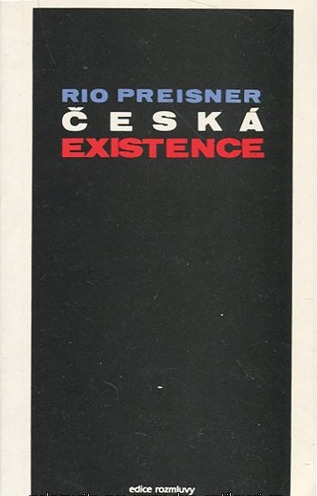 RIO PREISNER
ČESKÁ
EXISTENCE
edice rozmluvy